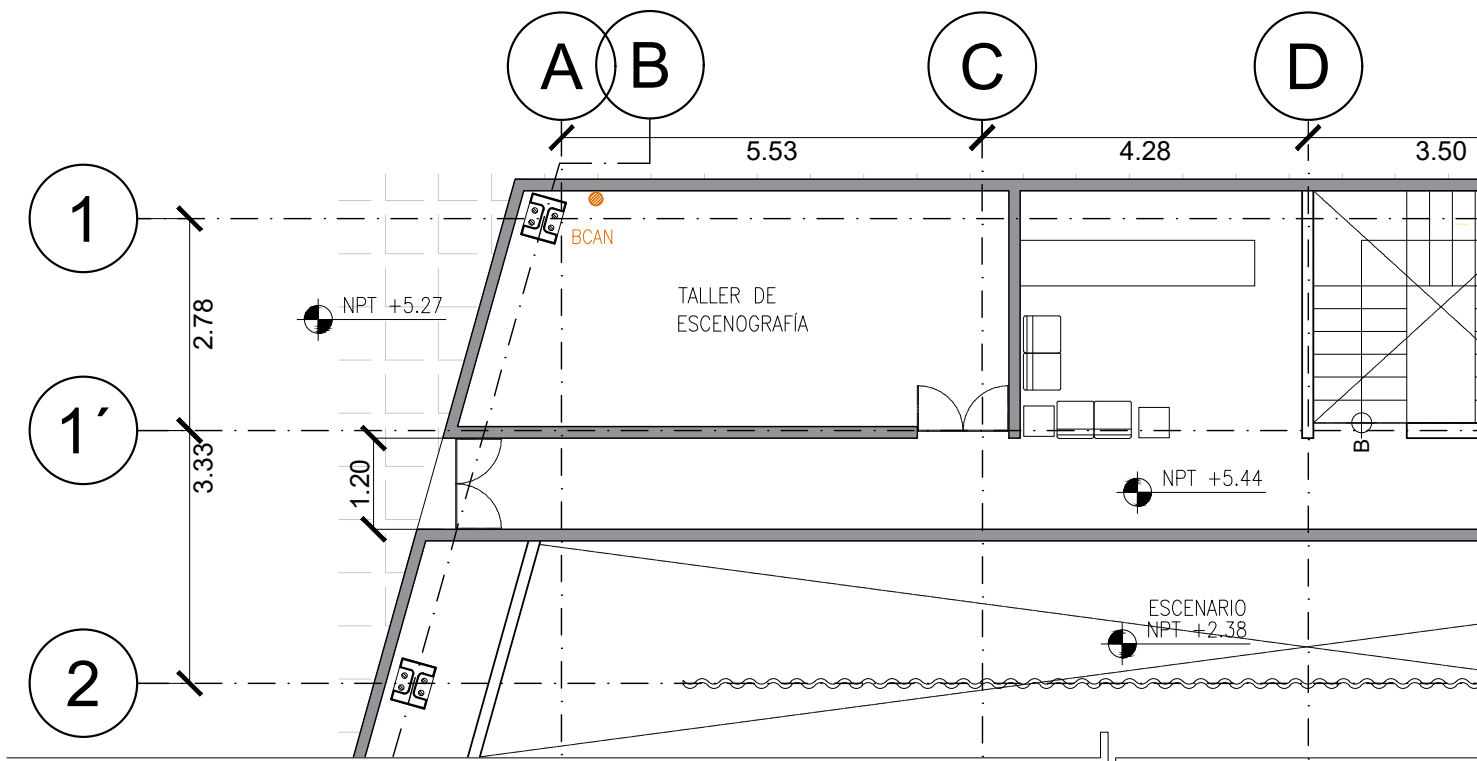 A
B
C
D
5.53
4.28
3.50
1
BCAN
2.78
NPT +5.27
TALLER DE
ESCENOGRAFÍA
1´
3.33
1.20
B
NPT +5.44
ESCENARIO
NPT +2.38
2